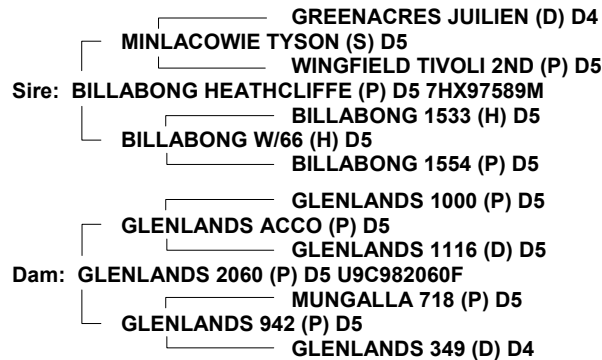 GREENACRES JUILIEN (D) D4
MINLACOWIE TYSON (S) D5
WINGFIELD TIVOLI 2ND (P) D5
Sire: BILLABONG HEATHCLIFFE (P) D5 7HX97589M
BILLABONG 1533 (H) D5
BILLABONG W/66 (H) D5
BILLABONG 1554 (P) D5
GLENLANDS 1000 (P) D5
GLENLANDS ACCO (P) D5
GLENLANDS 1116 (D) D5
Dam: GLENLANDS 2060 (P) D5 U9C982060F
MUNGALLA 718 (P) D5
GLENLANDS 942 (P) D5
GLENLANDS 349 (D) D4